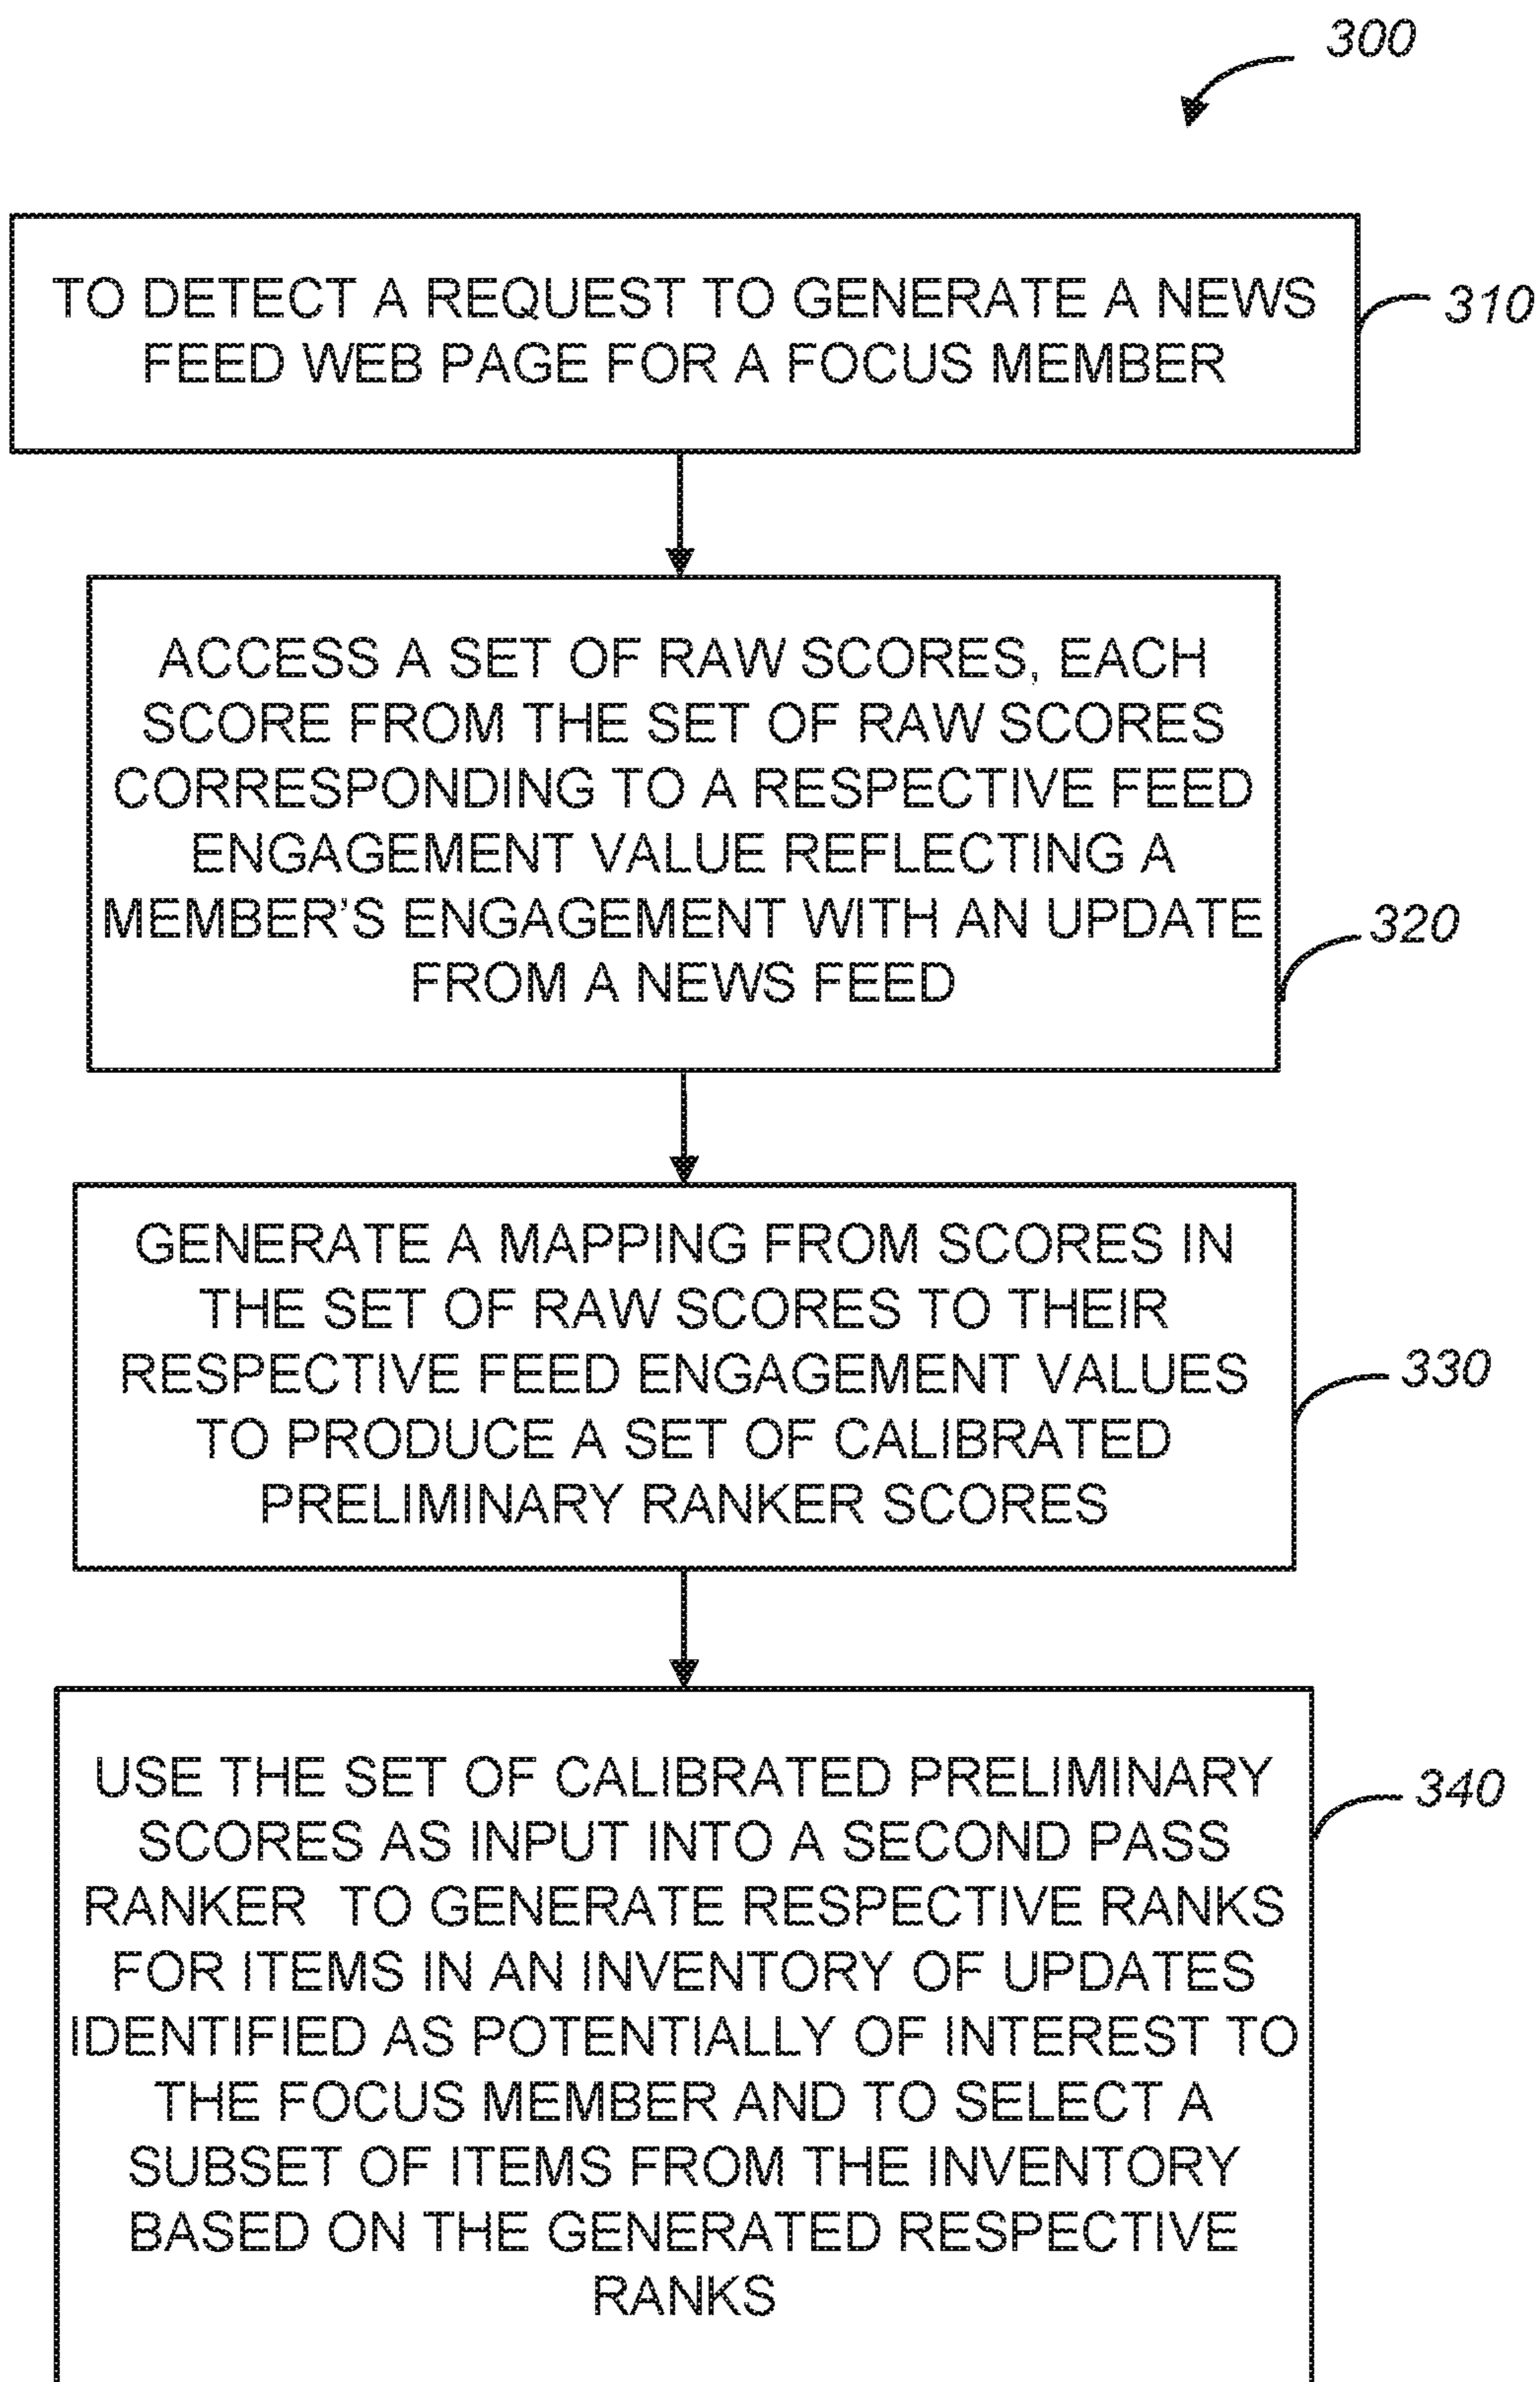 300
TO DETECT A REQUEST TO GENERATE A NEWS
FEED WEB PAGE FOR A FOCUS MEMBER
310
ACCESS A SET OF RAW SCORES, EACH
SCORE FROM THE SET OF RAW SCORES
CORRESPONDING TO A RESPECTIVE FEED
ENGAGEMENT VALUE REFLECTING A
MEMBER'S ENGAGEMENT WITH AN UPDATE
FROM A NEWS FEED
320
GENERATE A MAPPING FROM SCORES IN
THE SET OF RAW SCORES TO THEIR
RESPECTIVE FEED ENGAGEMENT VALUES
TO PRODUCE A SET OF CALIBRATED
PRELIMINARY RANKER SCORES
330
USE THE SET OF CALIBRATED PRELIMINARY
SCORES AS INPUT INTO A SECOND PASS
RANKER TO GENERATE RESPECTIVE RANKS
FOR ITEMS IN AN INVENTORY OF UPDATES
IDENTIFIED AS POTENTIALLY OF INTEREST TO
THE FOCUS MEMBER AND TO SELECT A
SUBSET OF ITEMS FROM THE INVENTORY
BASED ON THE GENERATED RESPECTIVE
RANKS
340